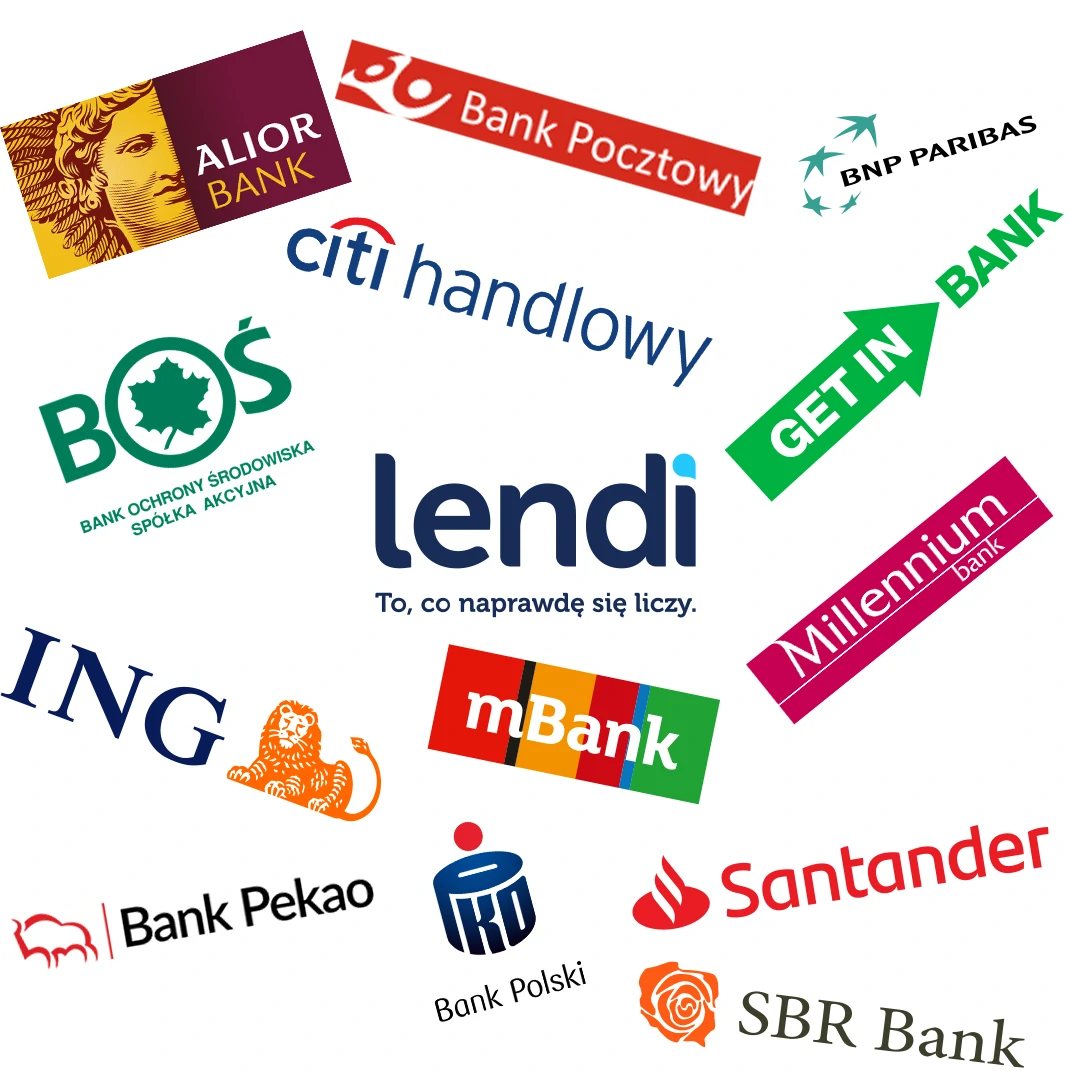 ALIOR
BANK
Bank Pocztowy
BNP PARIBAS
citi handlowy
GET IN
BANK
BOŚ
BANK OCHRONY ŚRODOWISKA
SPÓŁKA AKCYJNA
lendi
To, co naprawdę się liczy.
Millennium
bank
ING
mBank
Bank Pekao
PKO
Bank Polski
Santander
SBR Bank